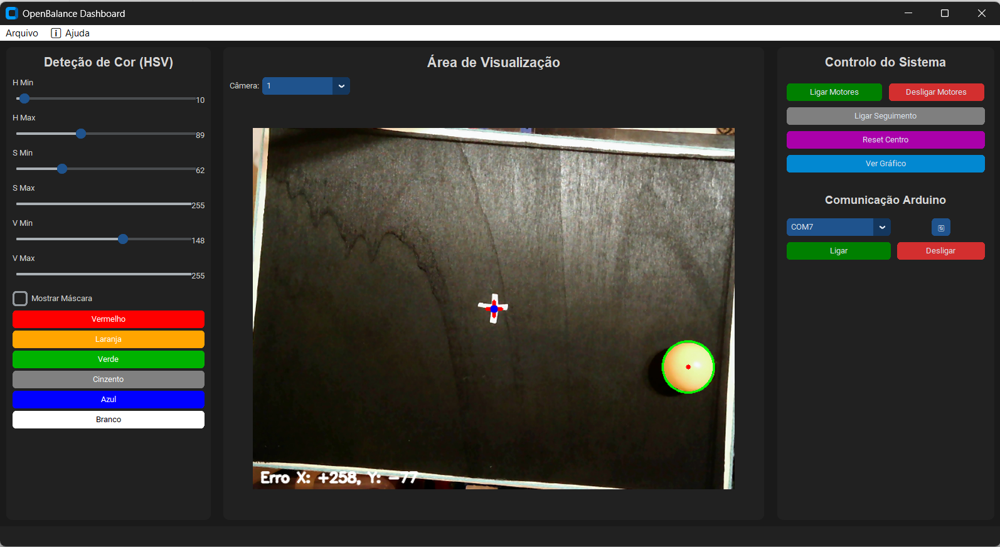 OpenBalance Dashboard
Arquivo
Ajuda
Deteção de Cor (HSV)
H Min
10
H Max
89
S Min
62
S Max
255
V Min
148
V Max
255
Mostrar Máscara
Vermelho
Laranja
Verde
Cinzento
Azul
Branco
Área de Visualização
Câmera: 1
Erro X: +258, Y: -77
Controlo do Sistema
Ligar Motores
Desligar Motores
Ligar Seguimento
Reset Centro
Ver Gráfico
Comunicação Arduino
COM7
Ligar
Desligar